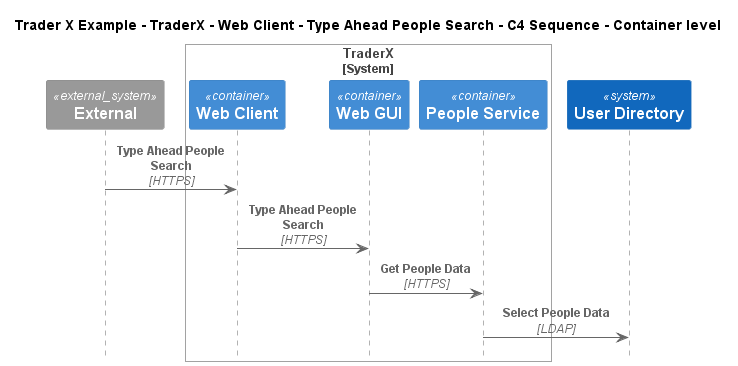 Trader X Example - TraderX - Web Client - Type Ahead People Search - C4 Sequence - Container level
TraderX
[System]
«external_system»
External
«container»
Web Client
«container»
Web GUI
«container»
People Service
«system»
User Directory
Type Ahead People
Search
[HTTPS]
Type Ahead People
Search
[HTTPS]
Get People Data
[HTTPS]
Select People Data
[LDAP]